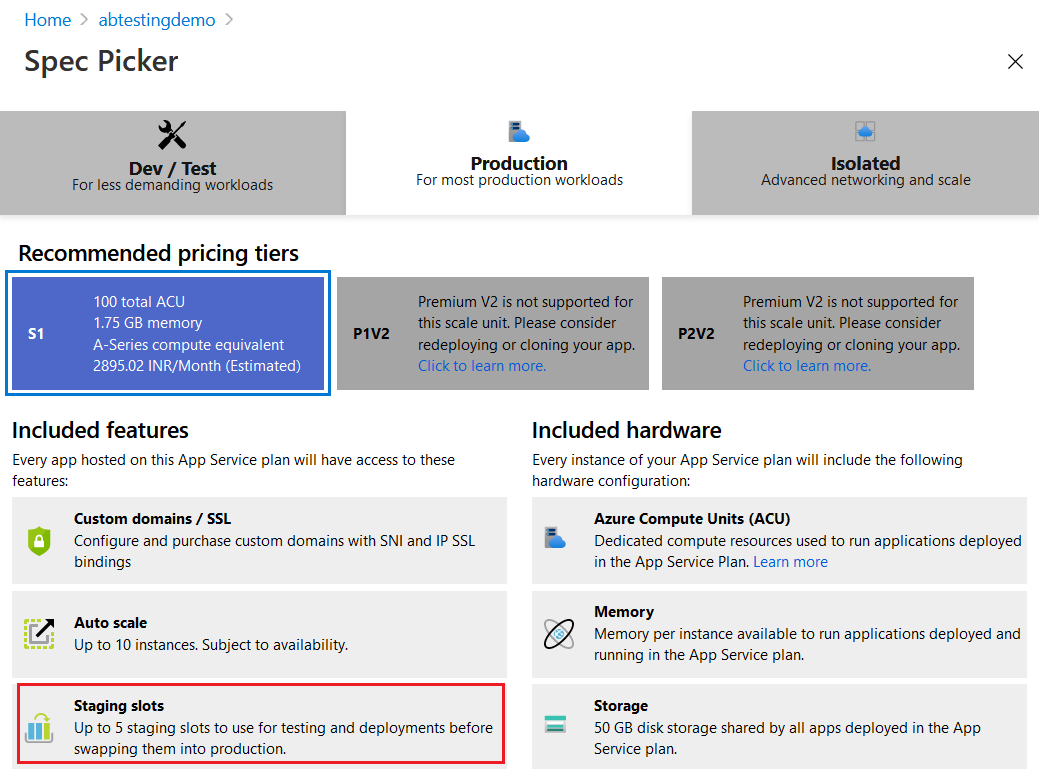 Home > abtestingdemo >
Spec Picker
Dev / Test
For less demanding workloads
Production
For most production workloads
Isolated
Advanced networking and scale
Recommended pricing tiers
S1
100 total ACU
1.75 GB memory
A-Series compute equivalent
2895.02 INR/Month (Estimated)
P1V2
Premium V2 is not supported for
this scale unit. Please consider
redeploying or cloning your app.
Click to learn more.
P2V2
Premium V2 is not supported for
this scale unit. Please consider
redeploying or cloning your app.
Click to learn more.
Included features
Every app hosted on this App Service plan will have access to these
features:
Custom domains / SSL
Configure and purchase custom domains with SNI and IP SSL
bindings
Auto scale
Up to 10 instances. Subject to availability.
Staging slots
Up to 5 staging slots to use for testing and deployments before
swapping them into production.
Included hardware
Every instance of your App Service plan will include the following
hardware configuration:
Azure Compute Units (ACU)
Dedicated compute resources used to run applications deployed
in the App Service Plan. Learn more
Memory
Memory per instance available to run applications deployed and
running in the App Service plan.
Storage
50 GB disk storage shared by all apps deployed in the App
Service plan.